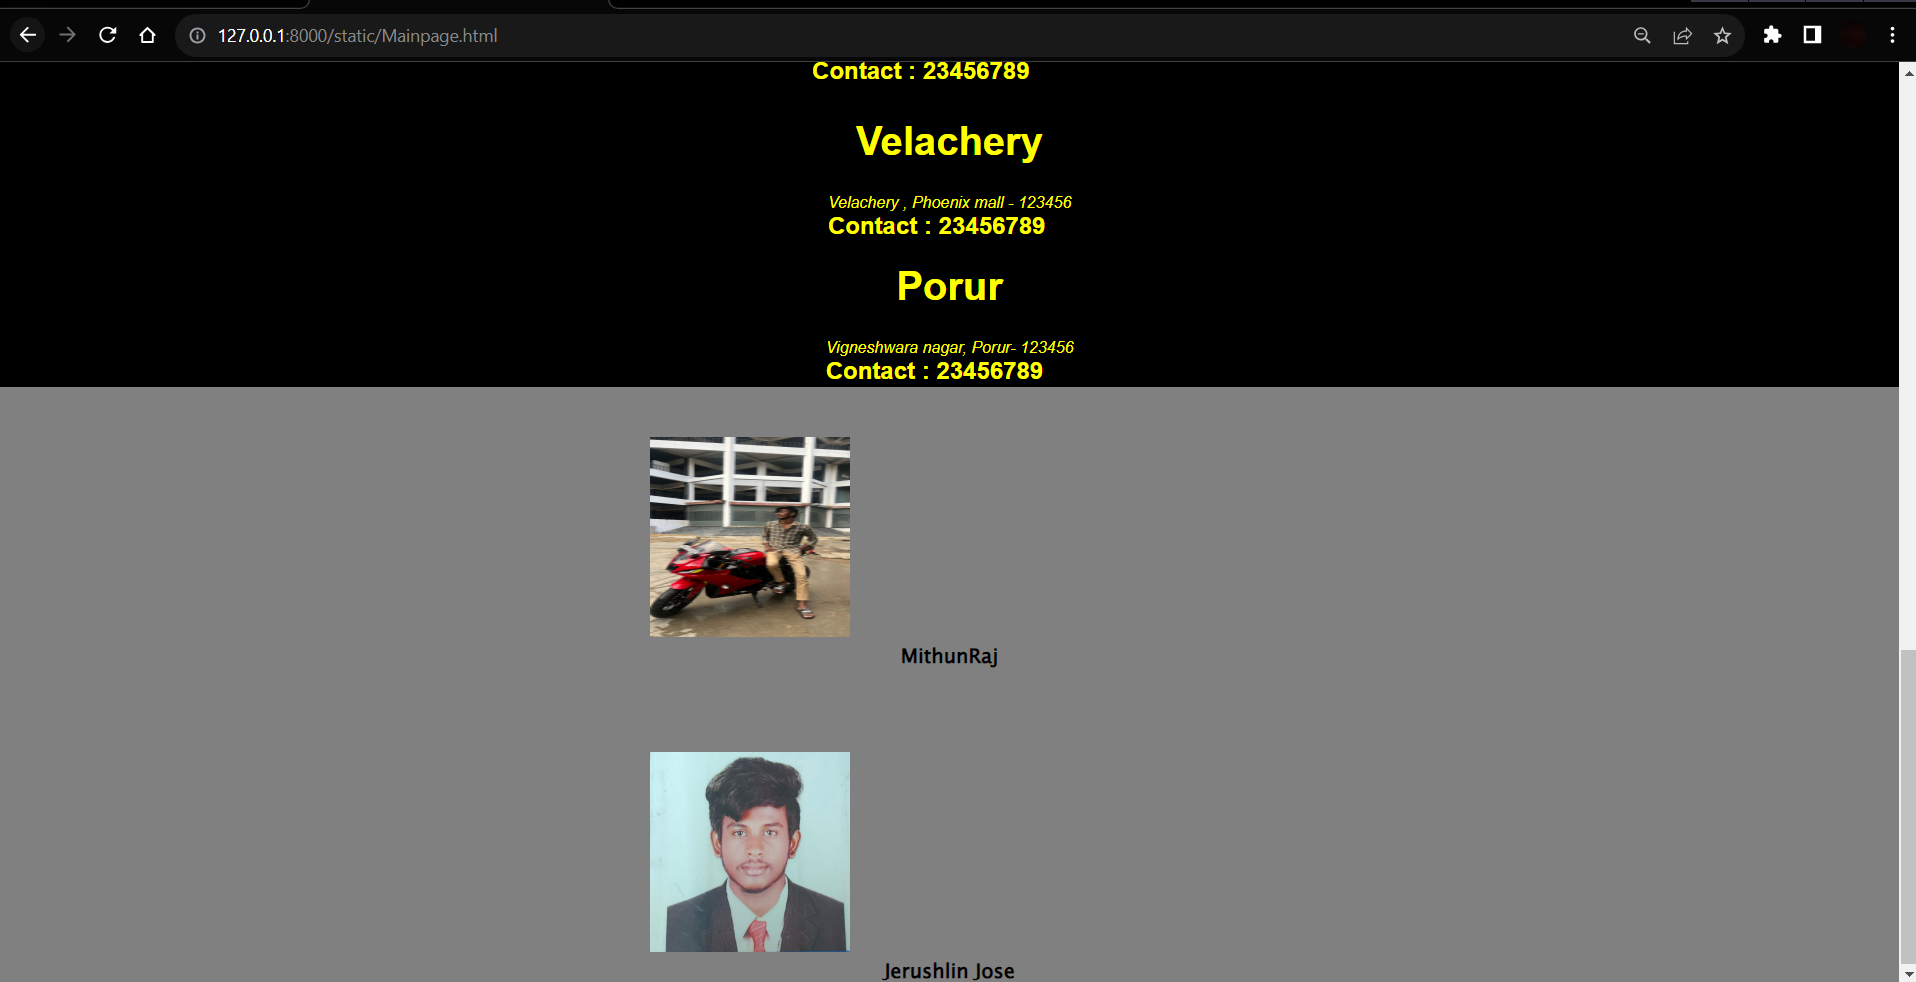 127.0.0.1:8000/static/Mainpage.html
Contact : 23456789
Velachery
Velachery , Phoenix mall - 123456
Contact : 23456789
Porur
Vigneshwara nagar, Porur- 123456
Contact : 23456789
MithunRaj
Jerushlin Jose